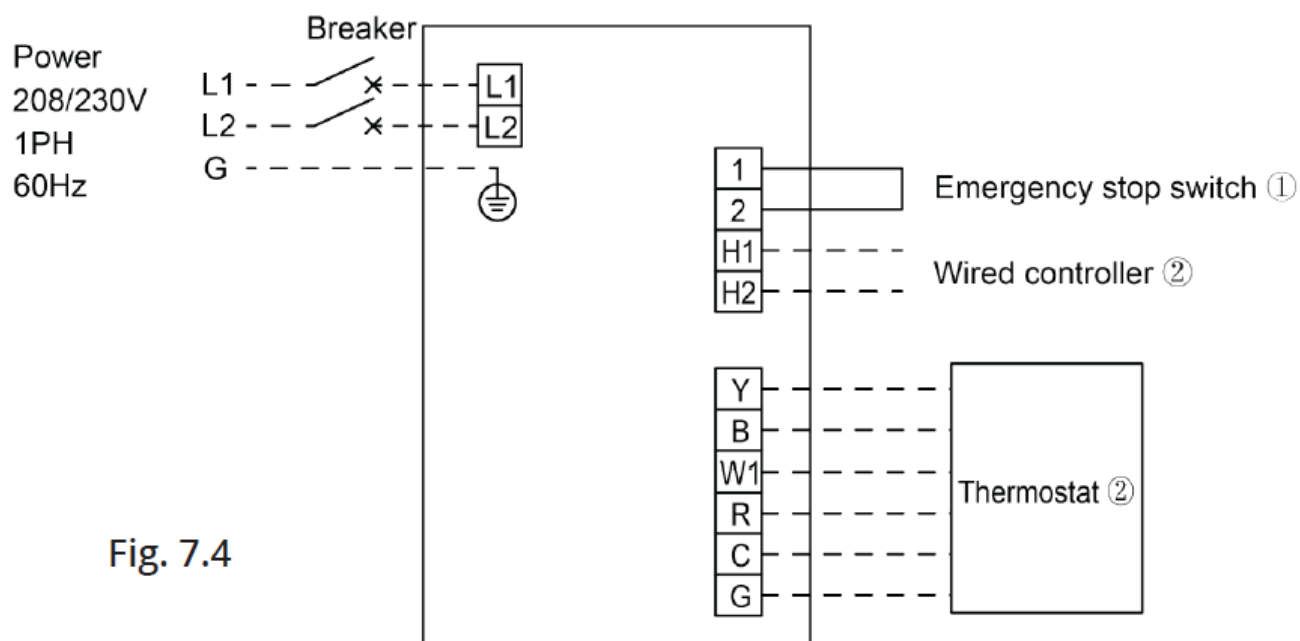 Breaker
Power
208/230V
1PH
60Hz
L1
L2
G
L1
L2
1
2
H1
H2
Emergency stop switch ①
Wired controller ②
Y
B
W1
R
C
G
Thermostat ②
Fig. 7.4